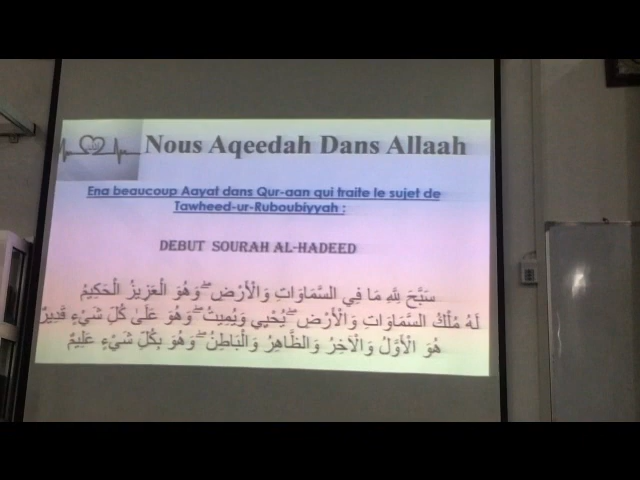 Nous Aqeedah Dans Allaah
Ena beaucoup Aayat dans Qur-aan qui traite le sujet de
Tawheed-ur-Ruboubiyyah :
DEBUT SOURAH AL-HADEED
سَبَّحَ لِلَّهِ مَا فِي السَّمَاوَاتِ وَالْأَرْضِ ۖ وَهُوَ الْعَزِيزُ الْحَكِيمُ
لَهُ مُلْكُ السَّمَاوَاتِ وَالْأَرْضِ ۖ يُحْيِي وَيُمِيتُ ۖ وَهُوَ عَلَىٰ كُلِّ شَيْءٍ قَدِيرٌ
هُوَ الْأَوَّلُ وَالْآخِرُ وَالظَّاهِرُ وَالْبَاطِنُ ۖ وَهُوَ بِكُلِّ شَيْءٍ عَلِيمٌ